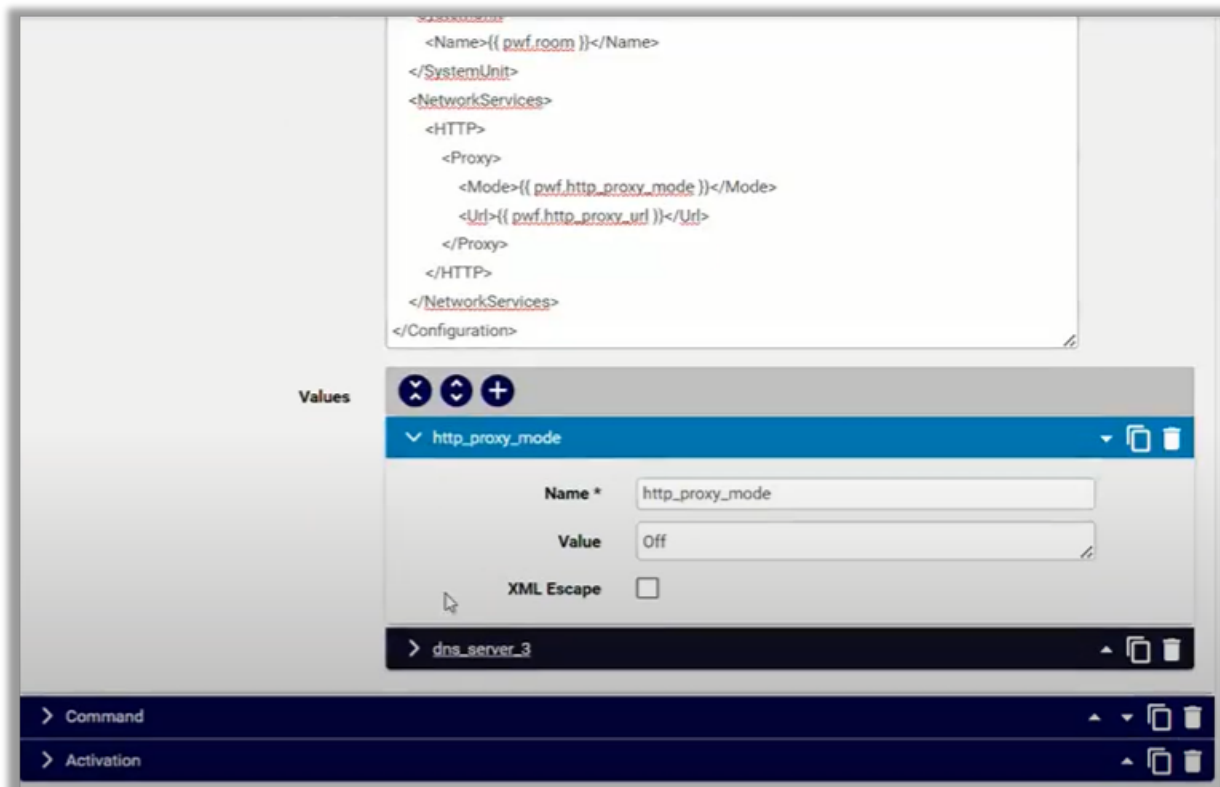 <Name>{{ pwf.room }}</Name>
</SystemUnit>
<NetworkServices>
<HTTP>
<Proxy>
<Mode>{{ pwf.http_proxy_mode }}</Mode>
<Url>{{ pwf.http_proxy_url }}</Url>
</Proxy>
</HTTP>
</NetworkServices>
</Configuration>
Values
http_proxy_mode
Name * http_proxy_mode
Value Off
XML Escape
dns_server_3
Command
Activation